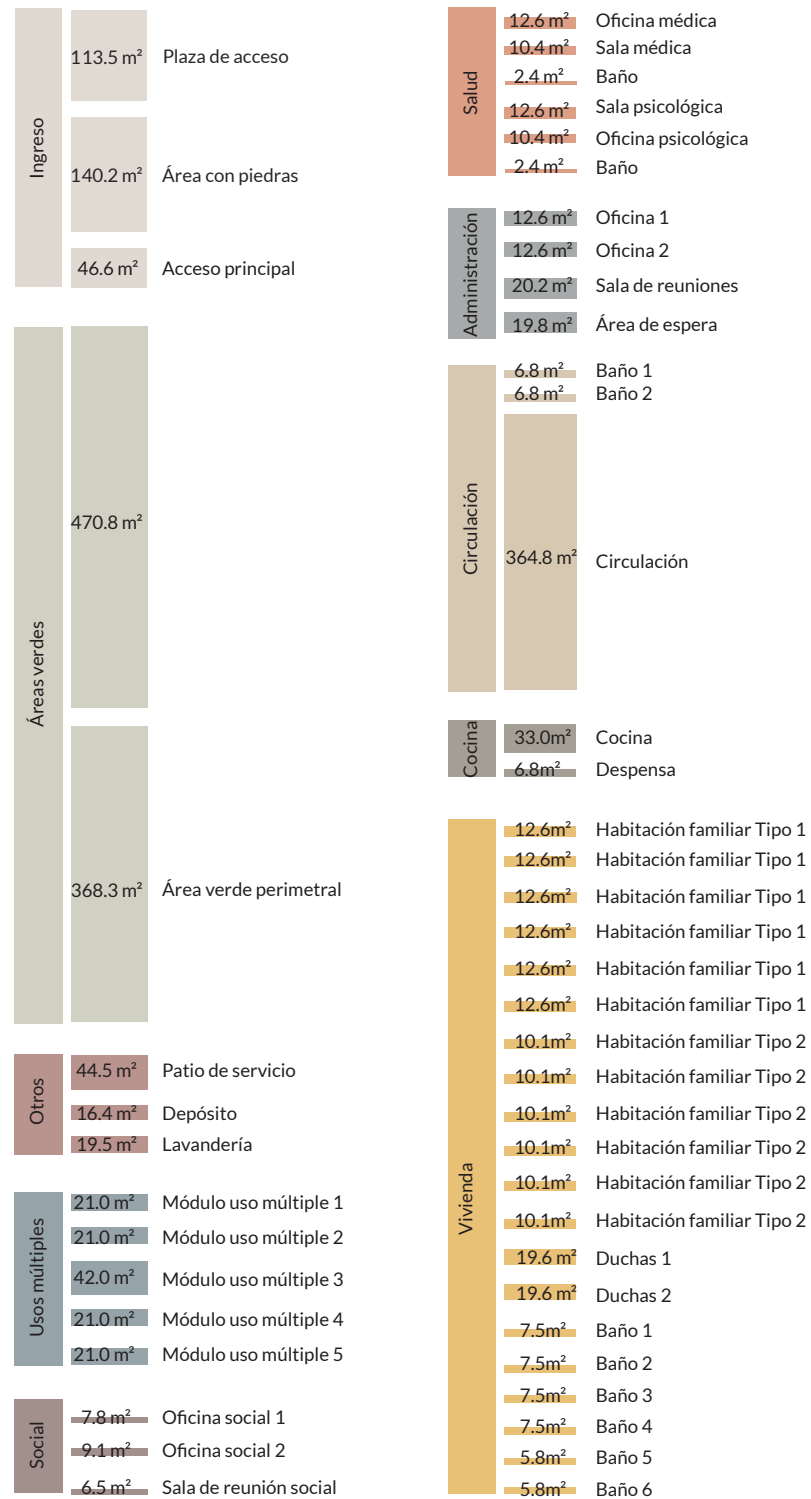 Ingreso
113.5 m² Plaza de acceso
140.2 m² Área con piedras
46.6 m² Acceso principal
Áreas verdes
470.8 m²
368.3 m² Área verde perimetral
Otros
44.5 m² Patio de servicio
16.4 m² Depósito
19.5 m² Lavandería
Usos múltiples
21.0 m² Módulo uso múltiple 1
21.0 m² Módulo uso múltiple 2
42.0 m² Módulo uso múltiple 3
21.0 m² Módulo uso múltiple 4
21.0 m² Módulo uso múltiple 5
Social
7.8 m² Oficina social 1
9.1 m² Oficina social 2
6.5 m² Sala de reunión social
Salud
12.6 m² Oficina médica
10.4 m² Sala médica
2.4 m² Baño
12.6 m² Sala psicológica
10.4 m² Oficina psicológica
2.4 m² Baño
Administración
12.6 m² Oficina 1
12.6 m² Oficina 2
20.2 m² Sala de reuniones
19.8 m² Área de espera
Circulación
6.8 m² Baño 1
6.8 m² Baño 2
364.8 m² Circulación
Cocina
33.0m² Cocina
6.8m² Despensa
Vivienda
12.6m² Habitación familiar Tipo 1
12.6m² Habitación familiar Tipo 1
12.6m² Habitación familiar Tipo 1
12.6m² Habitación familiar Tipo 1
12.6m² Habitación familiar Tipo 1
12.6m² Habitación familiar Tipo 1
10.1m² Habitación familiar Tipo 2
10.1m² Habitación familiar Tipo 2
10.1m² Habitación familiar Tipo 2
10.1m² Habitación familiar Tipo 2
10.1m² Habitación familiar Tipo 2
10.1m² Habitación familiar Tipo 2
19.6 m² Duchas 1
19.6 m² Duchas 2
7.5m² Baño 1
7.5m² Baño 2
7.5m² Baño 3
7.5m² Baño 4
5.8m² Baño 5
5.8m² Baño 6